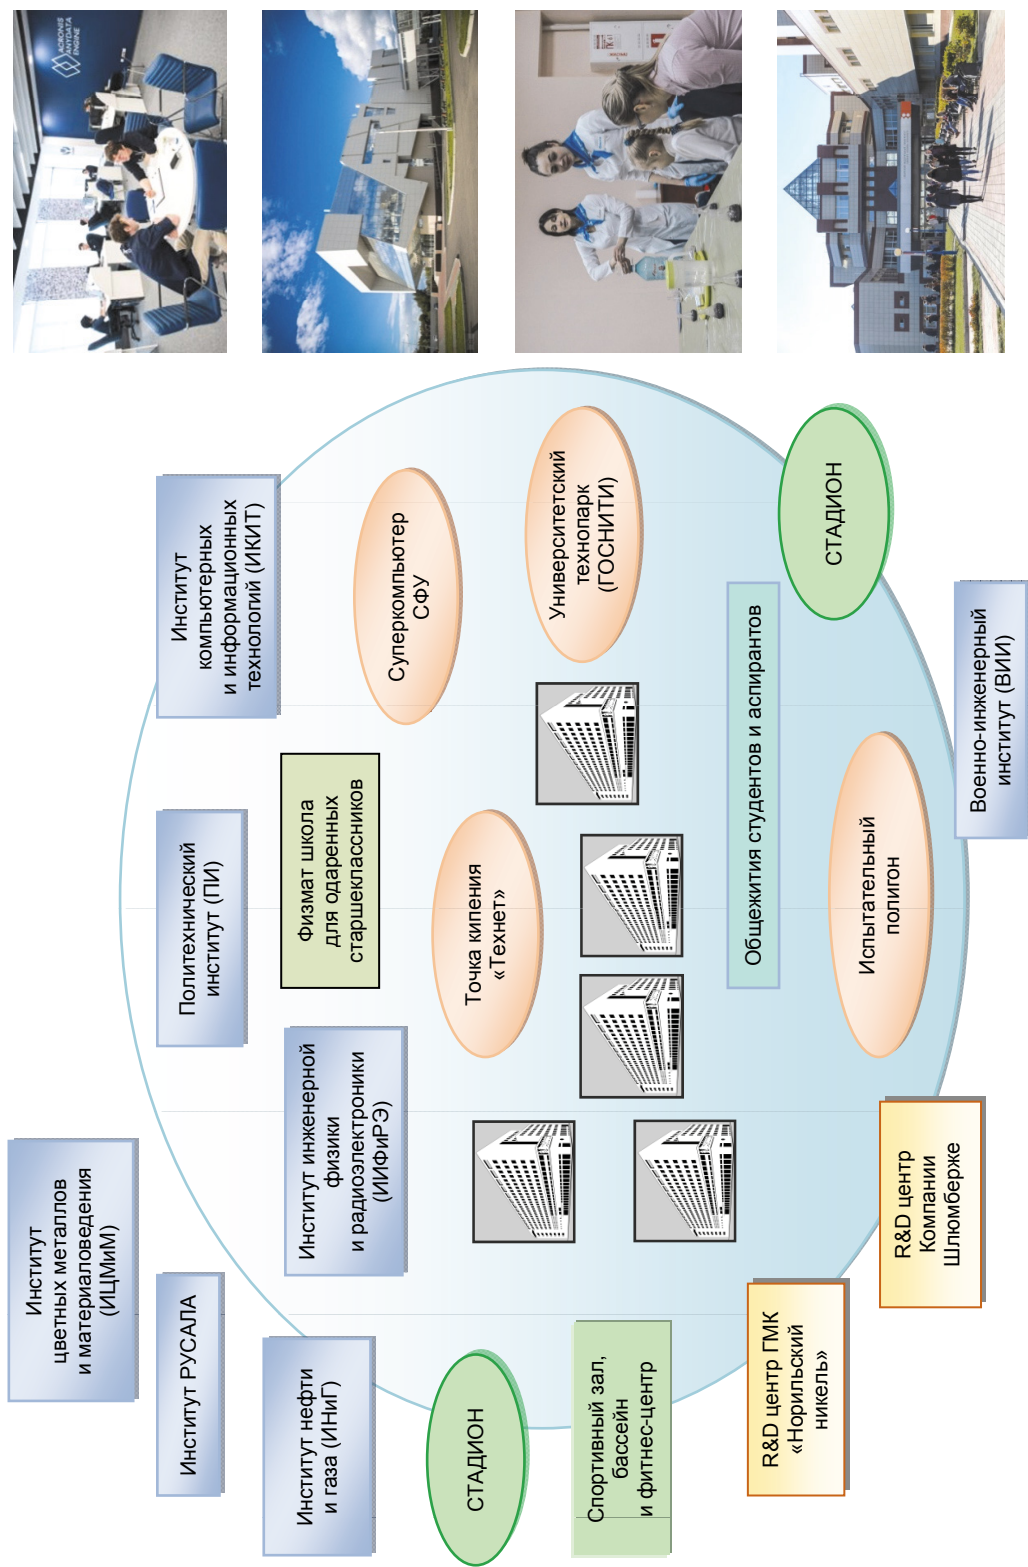 ACRONIS
ANYDATA
ENGINE
Институт
цветных металлов
и материаловедения
(ИЦМиМ)
Институт РУСАЛА
Институт нефти
и газа (ИНиГ)
Политехнический
институт (ПИ)
Институт
компьютерных
и информационных
технологий (ИКИТ)
Институт инженерной
физики
и радиоэлектроники
(ИИФиРЭ)
Физмат школа
для одаренных
старшеклассников
Суперкомпьютер
СФУ
СТАДИОН
Точка кипения
«Технет»
Университетский
технопарк
(ГОСНИТИ)
Спортивный зал,
бассейн
и фитнес-центр
Общежития студентов и аспирантов
СТАДИОН
R&D центр ГМК
«Норильский
никель»
R&D центр
Компании
Шлюмберже
Испытательный
полигон
Военно-инженерный
институт (ВИИ)